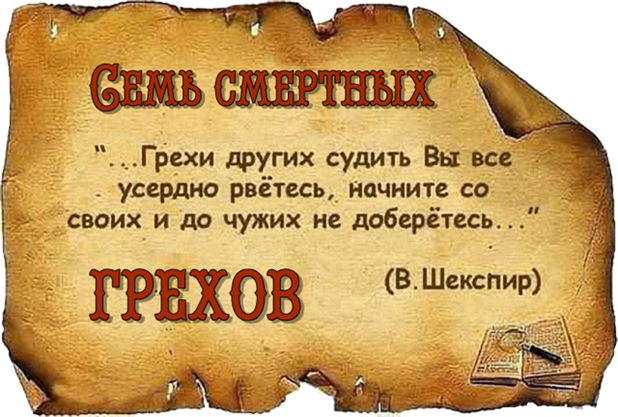 Семь смертных
“...Грехи других судить Вы все
усердно рвётесь, начните со
своих и до чужих не доберётесь...”
грехов
(В.Шекспир)